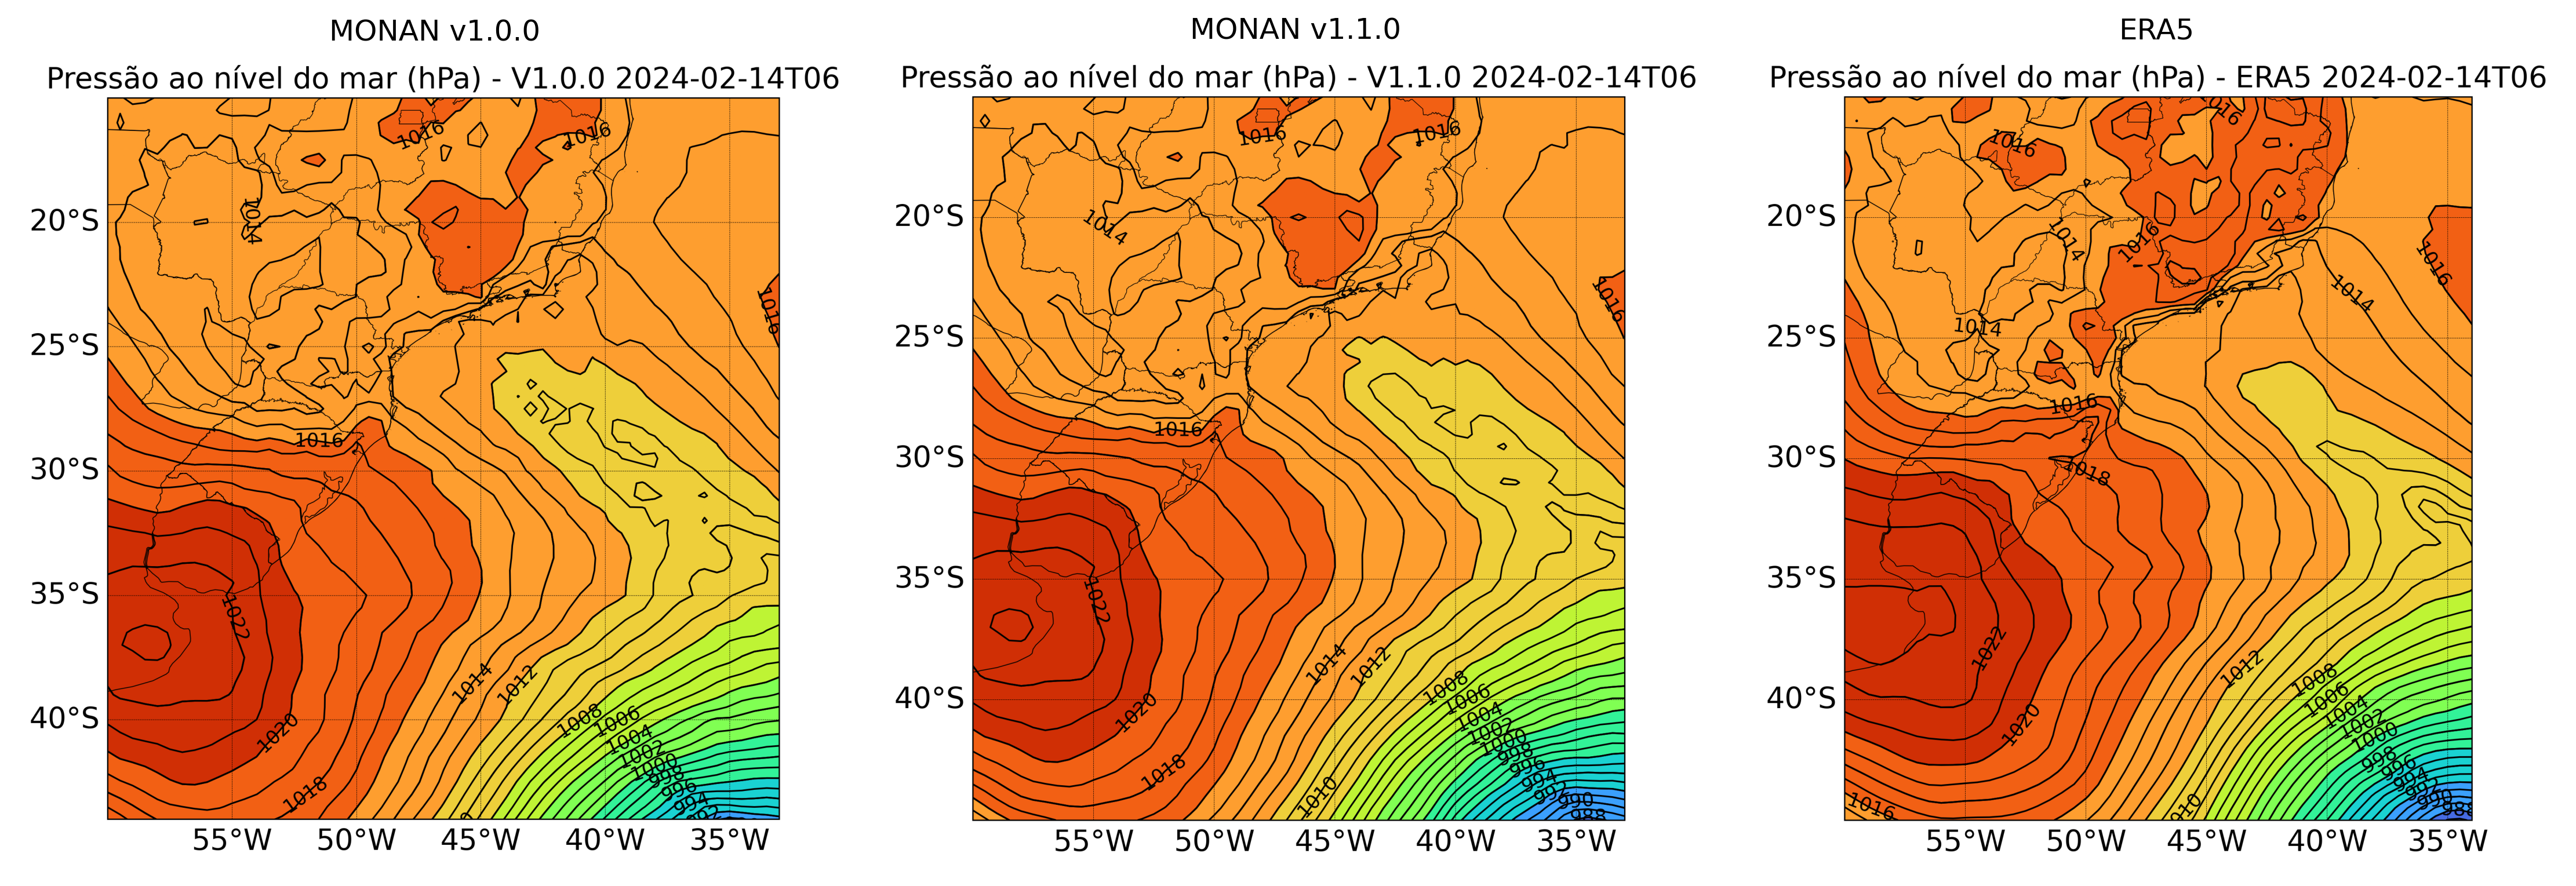 MONAN v1.0.0
Pressão ao nível do mar (hPa) - V1.0.0 2024-02-14T06
1016
1016
20°S
1014
1016
25°S
1016
30°S
35°S
1022
1014
1012
1020
40°S
1008
1006
1004
1002
1000
998
996
994
992
1018
55°W
50°W
45°W
40°W
35°W
MONAN v1.1.0
Pressão ao nível do mar (hPa) - V1.1.0 2024-02-14T06
1016
1016
20°S
1014
1016
25°S
1016
30°S
35°S
1022
1014
1012
1020
40°S
1008
1006
1004
1002
1000
998
996
994
992
990
988
1018
1010
55°W
50°W
45°W
40°W
35°W
ERA5
Pressão ao nível do mar (hPa) - ERA5 2024-02-14T06
1016
1016
20°S
1014
1016
1016
1014
25°S
1014
1016
30°S
1018
35°S
1022
1012
1020
40°S
1008
1006
1004
1002
1000
998
996
994
990
988
1016
1010
55°W
50°W
45°W
40°W
35°W